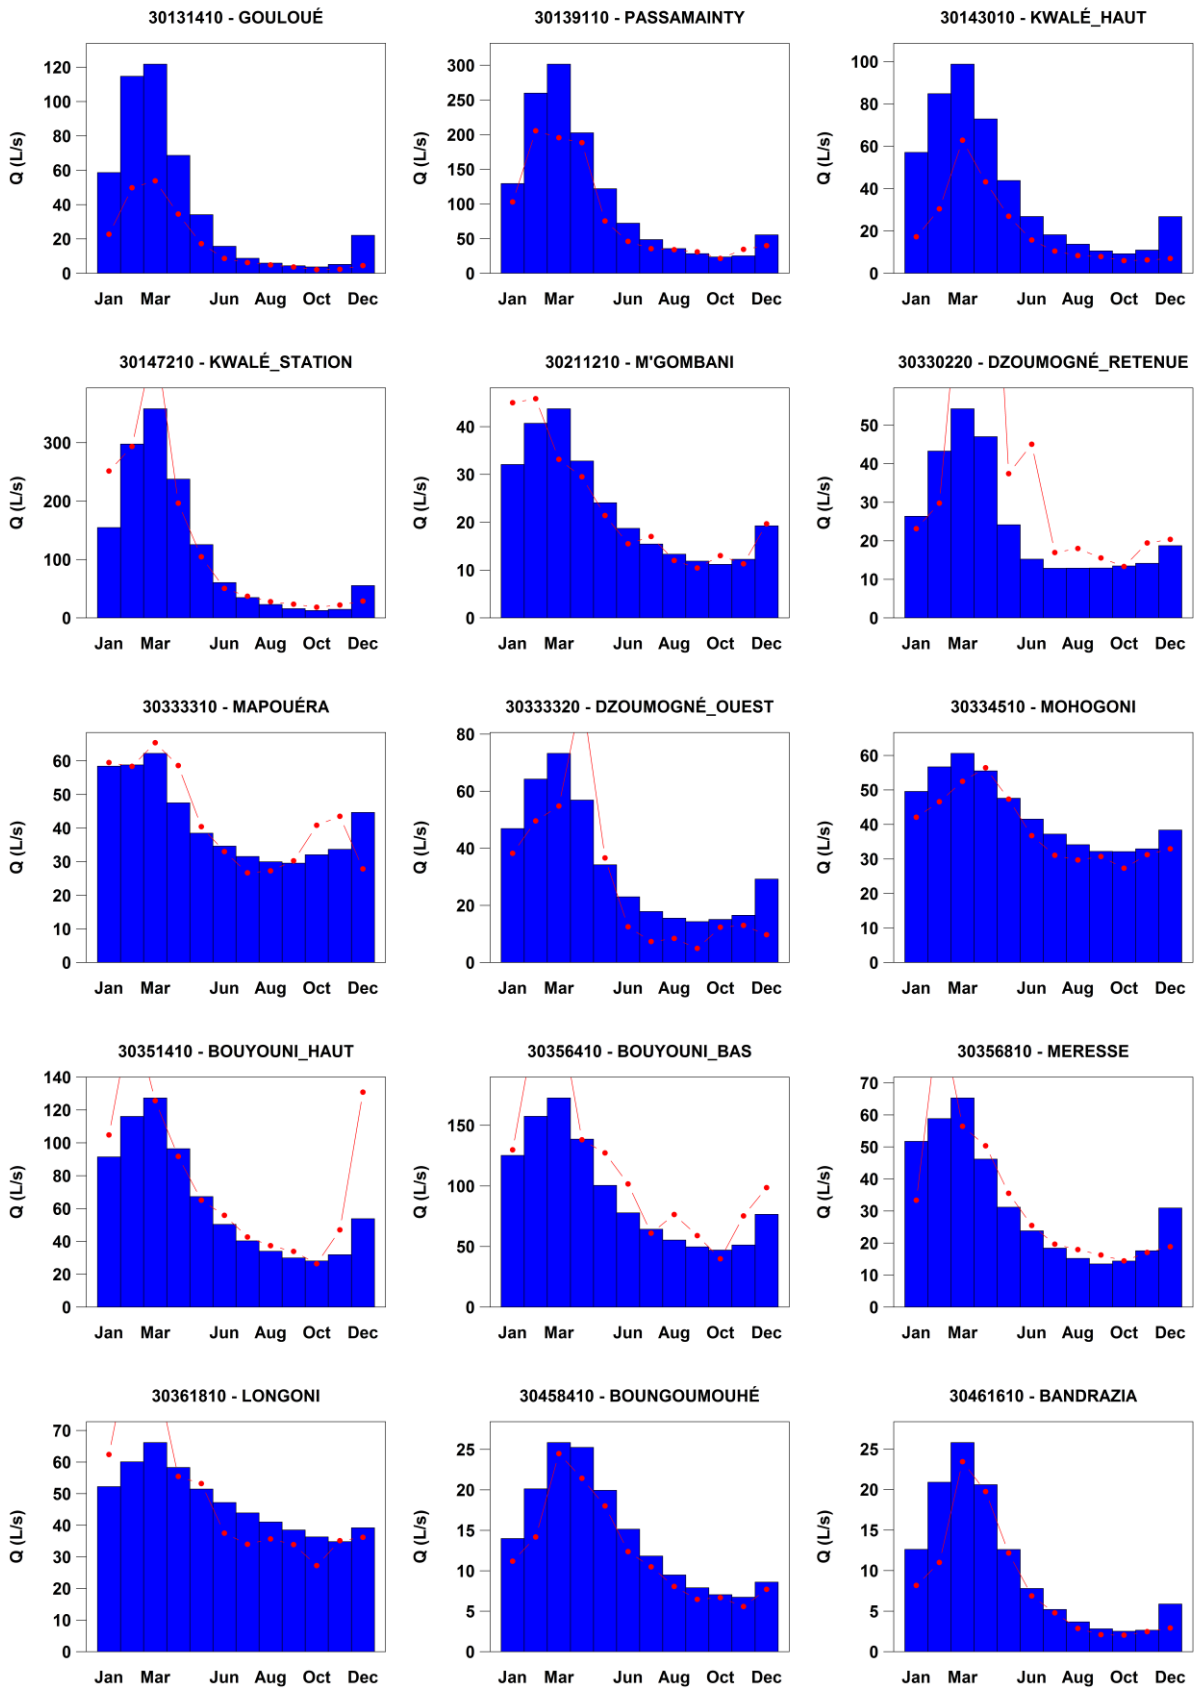 30131410 - GOULOUÉ
30139110 - PASSAMAINTY
30143010 - KWALÉ_HAUT
Q (L/s)
120
100
80
60
40
20
0
Jan Mar Jun Aug Oct Dec
Q (L/s)
300
250
200
150
100
50
0
Jan Mar Jun Aug Oct Dec
Q (L/s)
100
80
60
40
20
0
Jan Mar Jun Aug Oct Dec
30147210 - KWALÉ_STATION
30211210 - M'GOMBANI
30330220 - DZOUMOGNÉ_RETENUE
Q (L/s)
300
200
100
0
Jan Mar Jun Aug Oct Dec
Q (L/s)
40
30
20
10
0
Jan Mar Jun Aug Oct Dec
Q (L/s)
50
40
30
20
10
0
Jan Mar Jun Aug Oct Dec
30333310 - MAPOUÉRA
30333320 - DZOUMOGNÉ_OUEST
30334510 - MOHOGONI
Q (L/s)
60
50
40
30
20
10
0
Jan Mar Jun Aug Oct Dec
Q (L/s)
80
60
40
20
0
Jan Mar Jun Aug Oct Dec
Q (L/s)
60
50
40
30
20
10
0
Jan Mar Jun Aug Oct Dec
30351410 - BOUYOUNI_HAUT
30356410 - BOUYOUNI_BAS
30356810 - MERESSE
Q (L/s)
140
120
100
80
60
40
20
0
Jan Mar Jun Aug Oct Dec
Q (L/s)
150
100
50
0
Jan Mar Jun Aug Oct Dec
Q (L/s)
70
60
50
40
30
20
10
0
Jan Mar Jun Aug Oct Dec
30361810 - LONGONI
30458410 - BOUNGOUMOUHÉ
30461610 - BANDRAZIA
Q (L/s)
70
60
50
40
30
20
10
0
Jan Mar Jun Aug Oct Dec
Q (L/s)
25
20
15
10
5
0
Jan Mar Jun Aug Oct Dec
Q (L/s)
25
20
15
10
5
0
Jan Mar Jun Aug Oct Dec